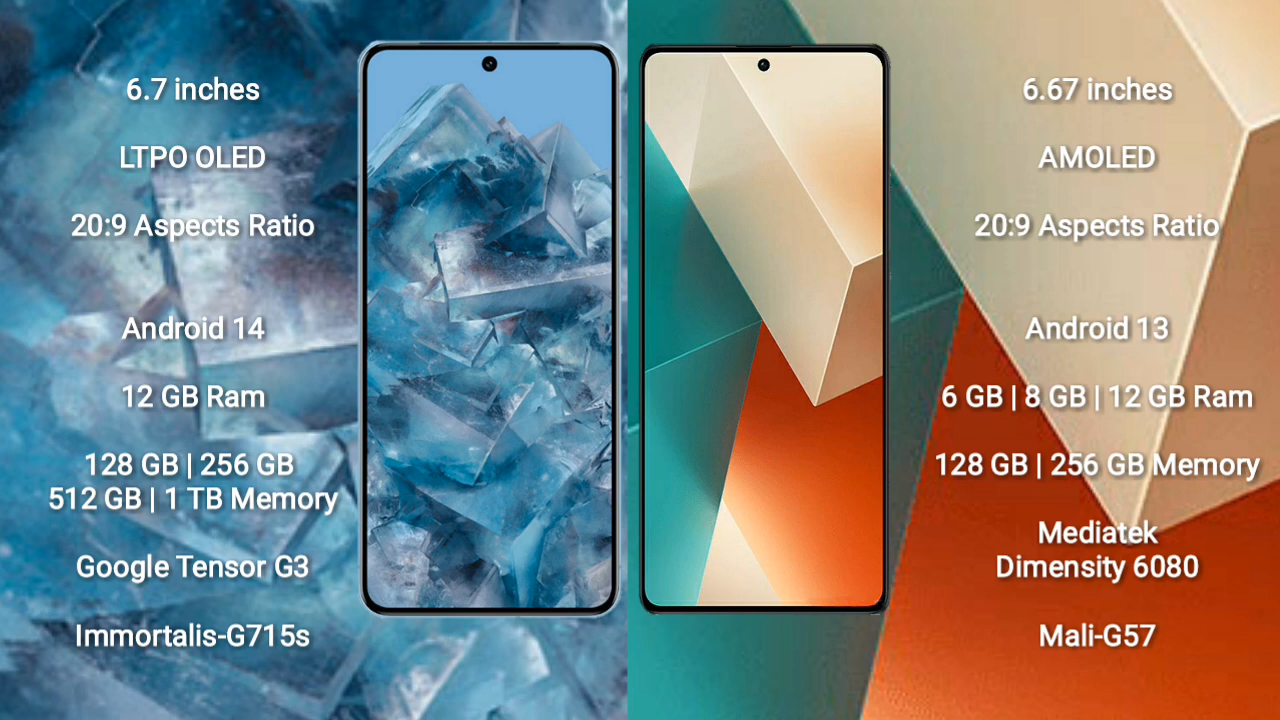 6.7 inches
LTPO OLED
20:9 Aspects Ratio
Android 14
12 GB Ram
128 GB | 256 GB
512 GB | 1 TB Memory
Google Tensor G3
Immortalis-G715s
6.67 inches
AMOLED
20:9 Aspects Ratio
Android 13
6 GB | 8 GB | 12 GB Ram
128 GB | 256 GB Memory
Mediatek
Dimensity 6080
Mali-G57